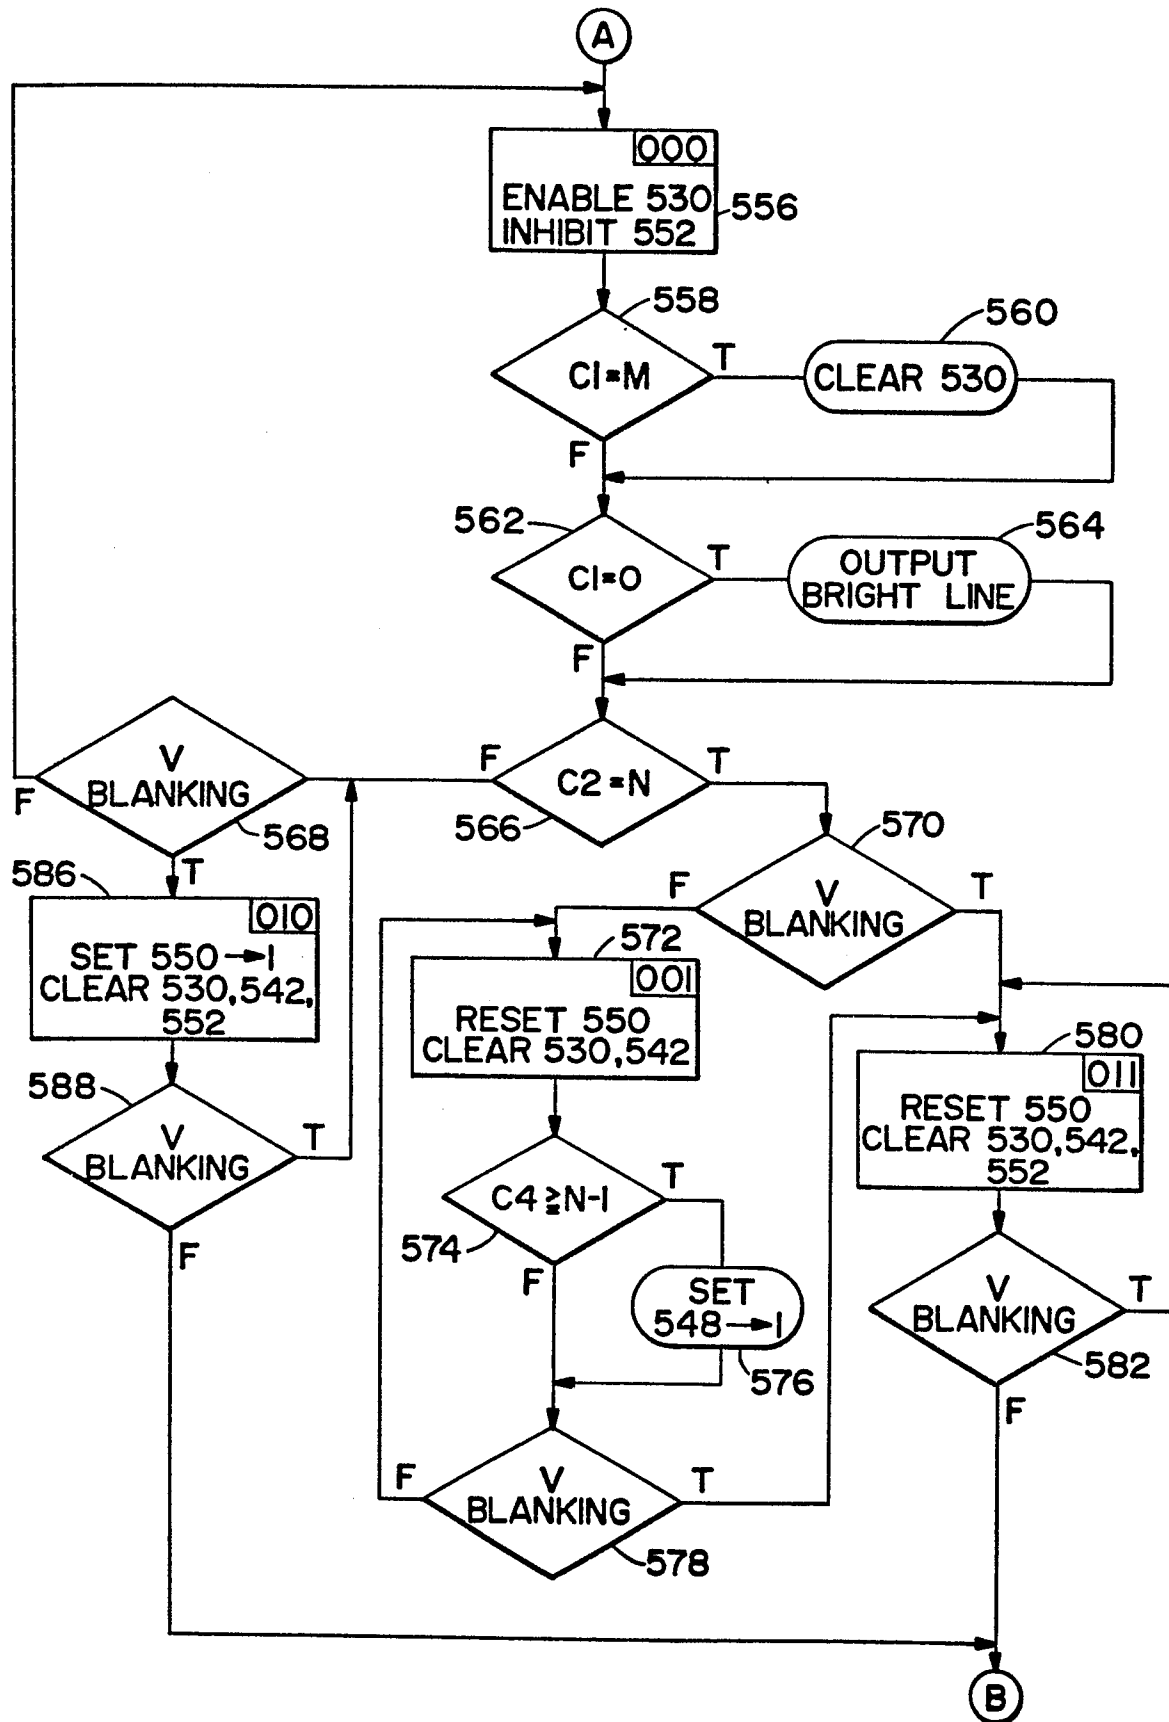 A
000
ENABLE 530
INHIBIT 552
556
558
C1=M
T
F
560
CLEAR 530
562
C1=0
T
F
564
OUTPUT
BRIGHT LINE
V
BLANKING
F
T
568
F
C2=N
T
566
570
F
V
BLANKING
T
586
010
SET 550→1
CLEAR 530,542,
552
572
001
RESET 550
CLEAR 530,542
580
011
RESET 550
CLEAR 530,542,
552
588
V
BLANKING
T
F
C4≧N-1
T
574
F
SET
548→1
576
V
BLANKING
T
582
F
F
V
BLANKING
T
578
B